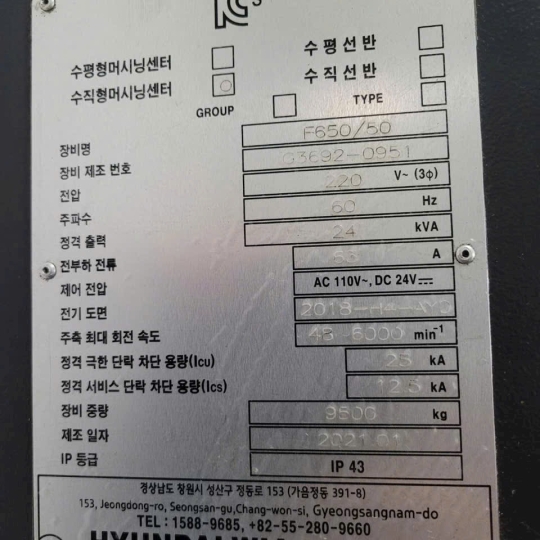 수평형머시닝센터 수평선반
수직형머시닝센터 수직선반
GROUP TYPE
장비명 F650/50
장비 제조 번호 G3692-0951
전압 220 V~ (3φ)
주파수 60 Hz
정격 출력 24 kVA
전부하 전류 A
제어 전압 AC 110V~, DC 24V
전기 도면
주축 최대 회전 속도 6000 min⁻¹
정격 극한 단락 차단 용량(Icu) 25 kA
정격 서비스 단락 차단 용량(Ics) 12.5 kA
장비 중량 9500 kg
제조 일자 2021.01
IP 등급 IP 43
경상남도 창원시 성산구 정동로 153 (가음정동 391-8)
153, Jeongdong-ro, Seongsan-gu, Chang-won-si, Gyeongsangnam-do
TEL : 1588-9685, +82-55-280-9660